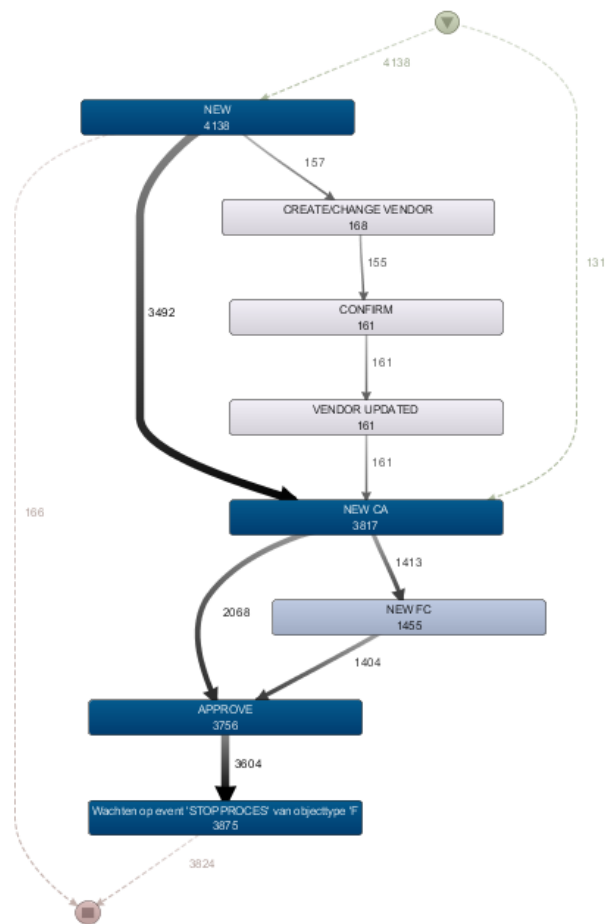 4138
NEW
4138
157
CREATE/CHANGE VENDOR
168
155
131
CONFIRM
161
3492
161
VENDOR UPDATED
161
161
NEW CA
3817
166
1413
NEW FC
1455
2068
1404
APPROVE
3756
3604
Wachten op event 'STOPPROCES' van objecttype 'F
3875
3824